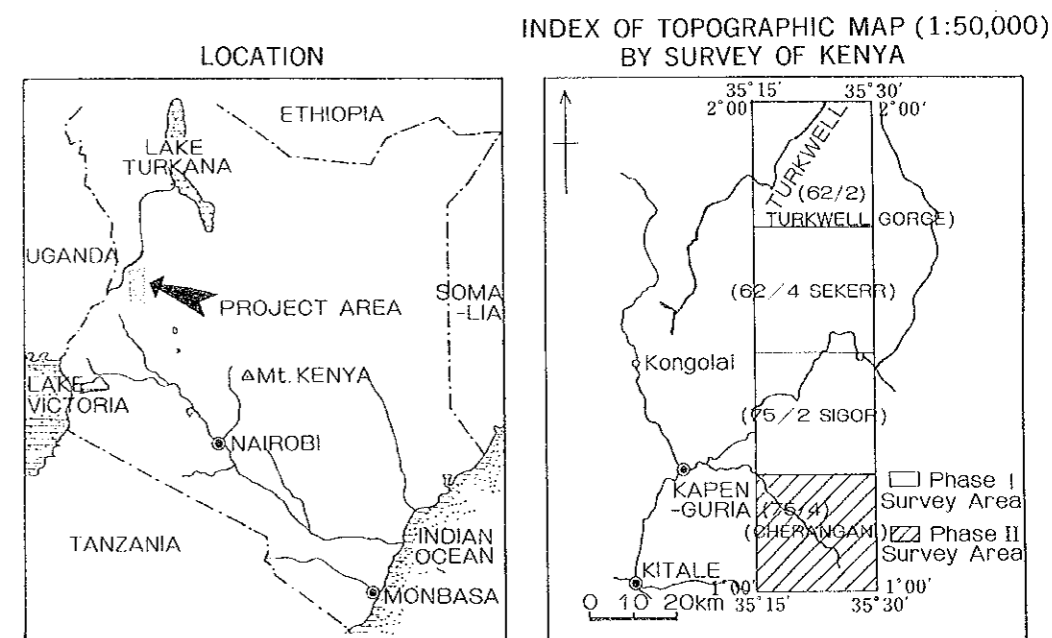 LOCATION
ETHIOPIA
LAKE
TURKANA
UGANDA
PROJECT AREA
SOMA
-LIA
Mt. KENYA
LAKE
VICTORIA
NAIROBI
TANZANIA
INDIAN
OCEAN
MONBASA
INDEX OF TOPOGRAPHIC MAP (1:50,000)
BY SURVEY OF KENYA
35°15′ 35°30′
2°00′ 2°00′
TURKWELL
(62/2)
TURKWELL GORGE)
(62/4 SEKERR)
Kongolai
(75/2 SIGOR)
KAPEN
-GURIA
(75/4)
(CHERANGANI)
Phase I
Survey Area
Phase II
Survey Area
KITALE
1°00′ 1°00′
0 10 20km
35°15′ 35°30′